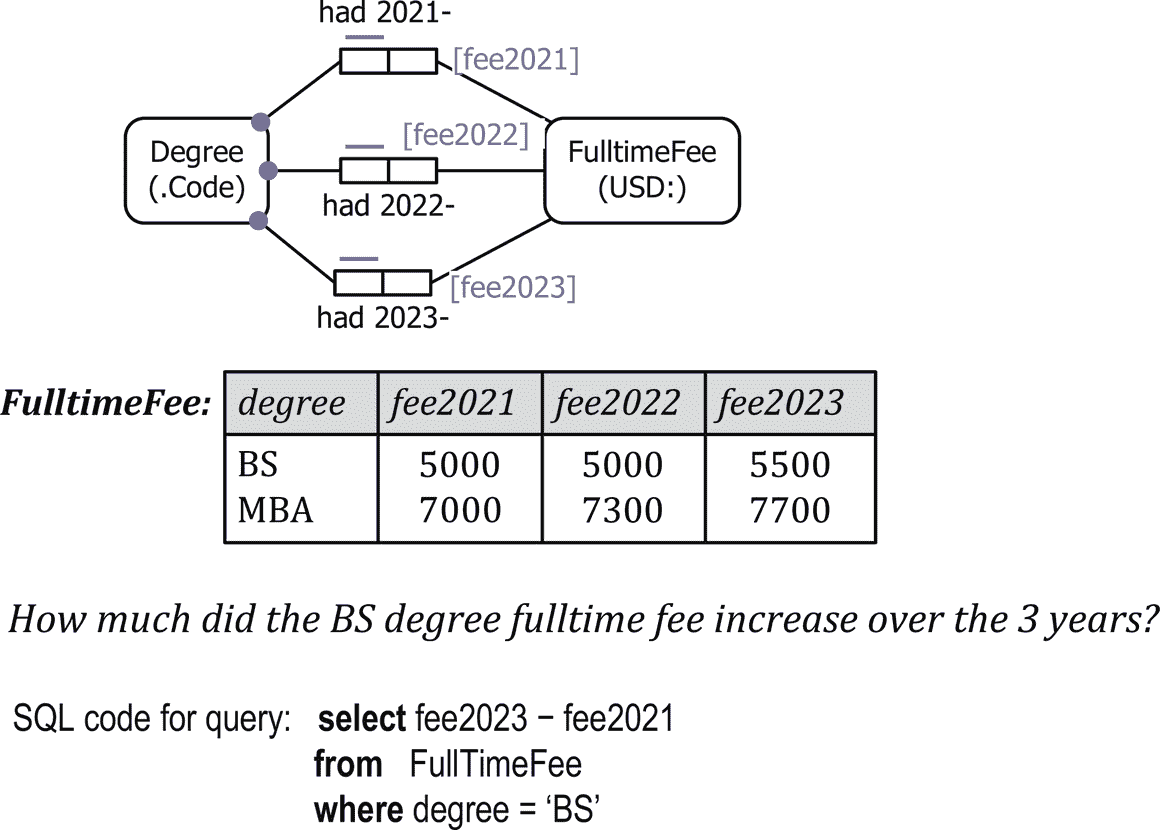 had 2021-
[fee2021]
[fee2022]
Degree
(.Code)
FulltimeFee
(USD:)
had 2022-
[fee2023]
had 2023-
FulltimeFee: degree fee2021 fee2022 fee2023
BS 5000 5000 5500
MBA 7000 7300 7700
How much did the BS degree fulltime fee increase over the 3 years?
SQL code for query: select fee2023 − fee2021
from FullTimeFee
where degree = ‘BS’